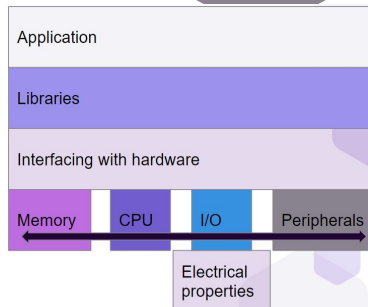 Application
Libraries
Interfacing with hardware
Memory CPU I/O Peripherals
Electrical
properties